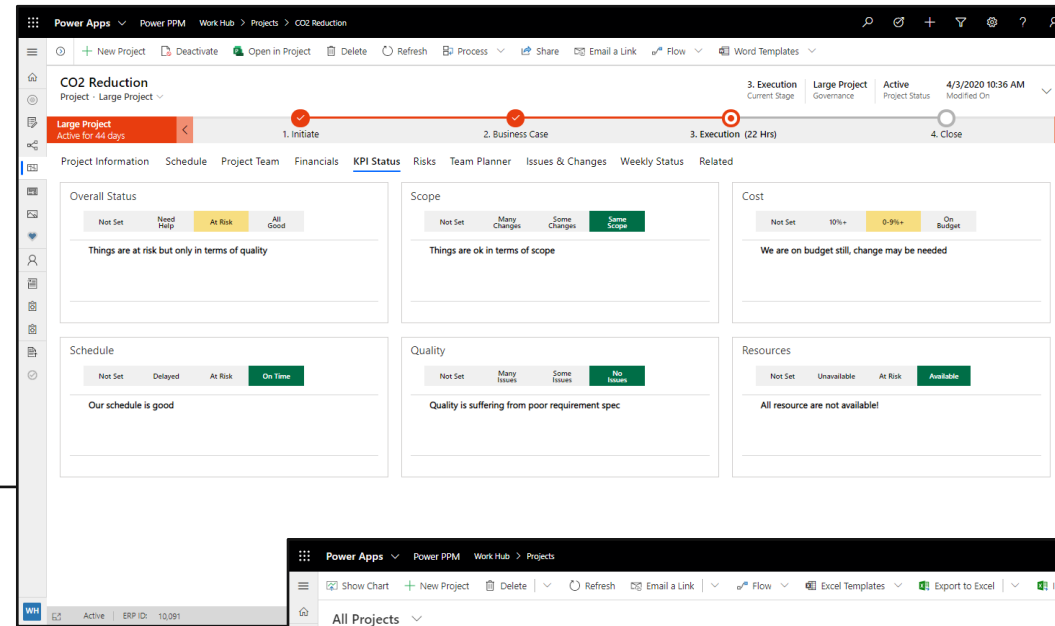 Power Apps Power PPM Work Hub > Projects > CO2 Reduction
New Project Deactivate Open in Project Delete Refresh Process Share Email a Link Flow Word Templates
CO2 Reduction
Project · Large Project
3. Execution Large Project Active 4/3/2020 10:36 AM
Current Stage Governance Project Status Modified On
Large Project
Active for 44 days
1. Initiate 2. Business Case 3. Execution (22 Hrs) 4. Close
Project Information Schedule Project Team Financials KPI Status Risks Team Planner Issues & Changes Weekly Status Related
Overall Status
Not Set Need Help At Risk All Good
Things are at risk but only in terms of quality
Scope
Not Set Many Changes Some Changes Same Scope
Things are ok in terms of scope
Cost
Not Set 10%+ 0-9%+ On Budget
We are on budget still, change may be needed
Schedule
Not Set Delayed At Risk On Time
Our schedule is good
Quality
Not Set Many Issues Some Issues No Issues
Quality is suffering from poor requirement spec
Resources
Not Set Unavailable At Risk Available
All resource are not available!
WH Active ERP ID: 10,091
Power Apps Power PPM Work Hub > Projects
Show Chart New Project Delete Refresh Email a Link Flow Excel Templates Export to Excel
All Projects